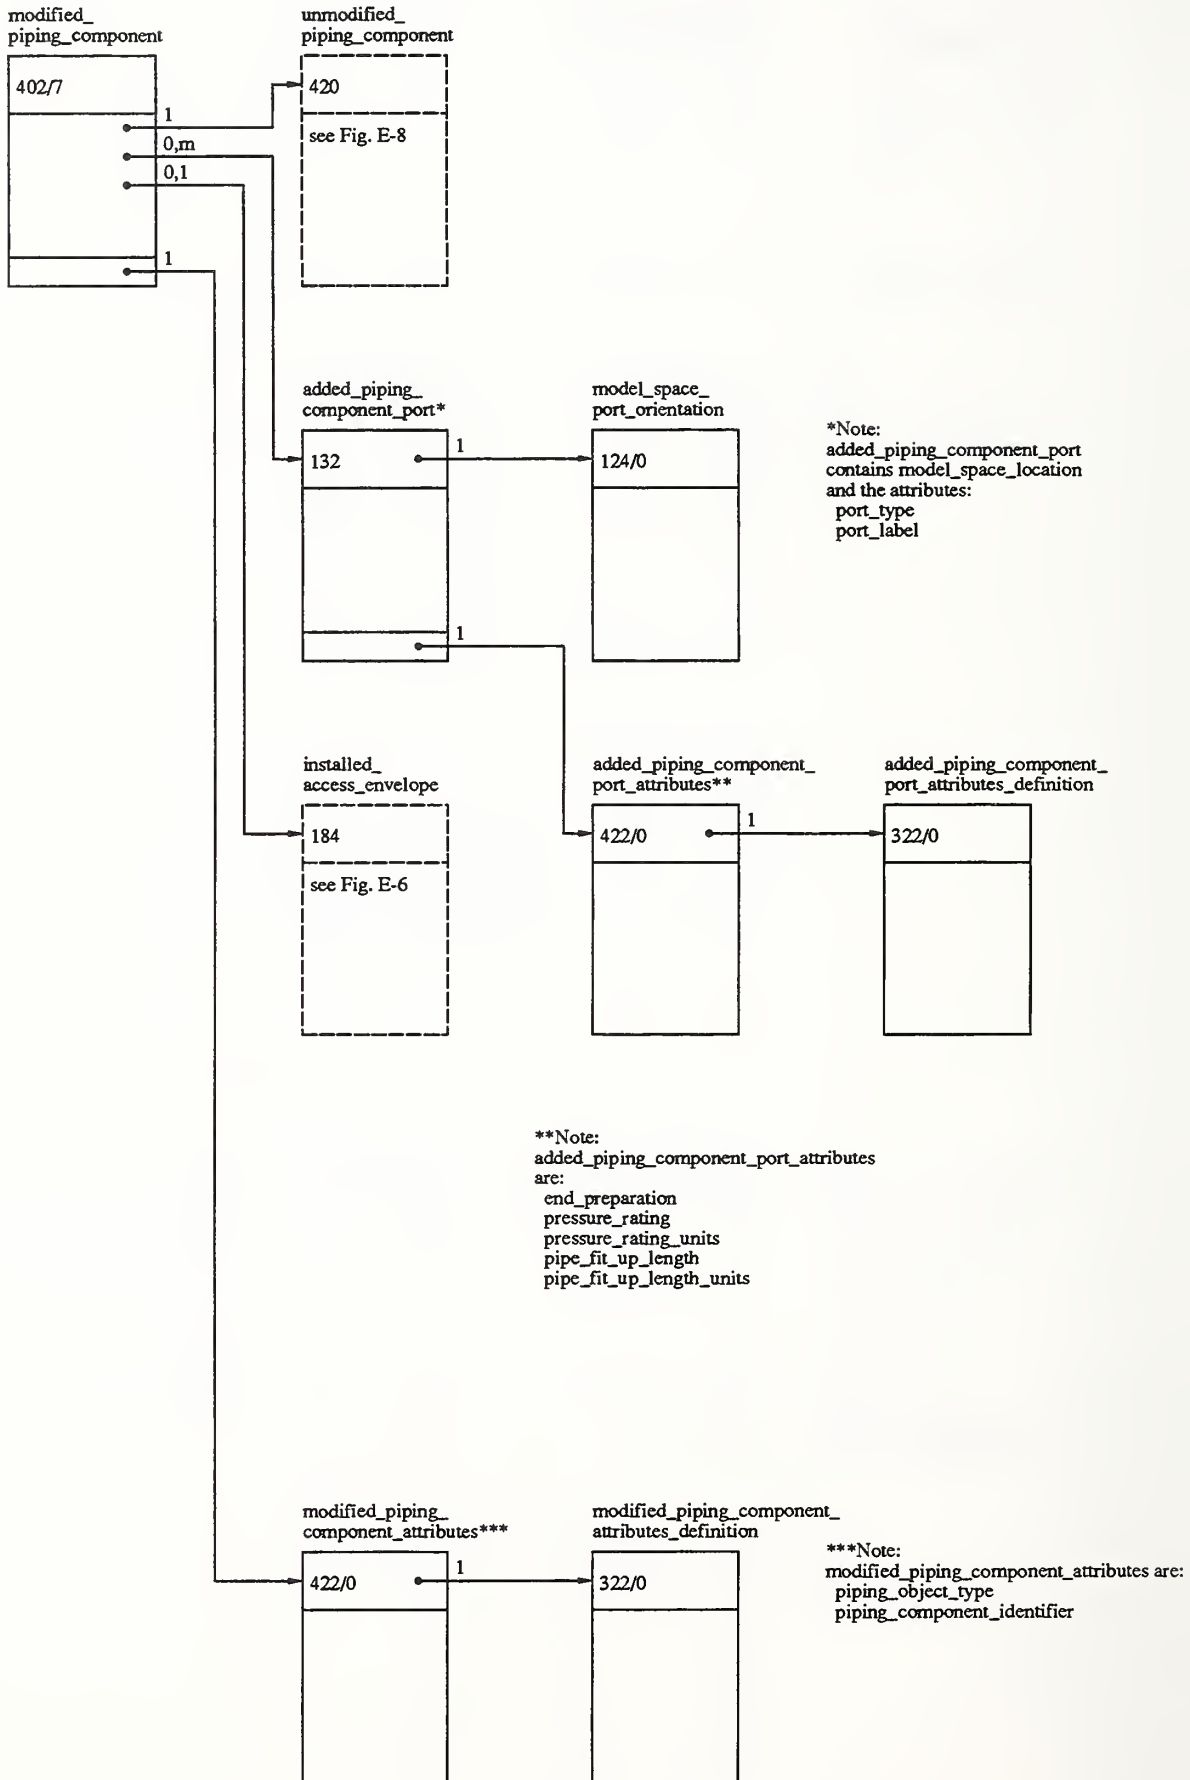 modified_
piping_component
402/7
1
0,m
0,1
1
unmodified_
piping_component
420
see Fig. E-8
added_piping_
component_port*
132
1
1
model_space_
port_orientation
124/0
*Note:
added_piping_component_port
contains model_space_location
and the attributes:
port_type
port_label
installed_
access_envelope
184
see Fig. E-6
added_piping_component_
port_attributes**
422/0
1
added_piping_component_
port_attributes_definition
322/0
**Note:
added_piping_component_port_attributes
are:
end_preparation
pressure_rating
pressure_rating_units
pipe_fit_up_length
pipe_fit_up_length_units
modified_piping_
component_attributes***
422/0
1
modified_piping_component_
attributes_definition
322/0
***Note:
modified_piping_component_attributes are:
piping_object_type
piping_component_identifier